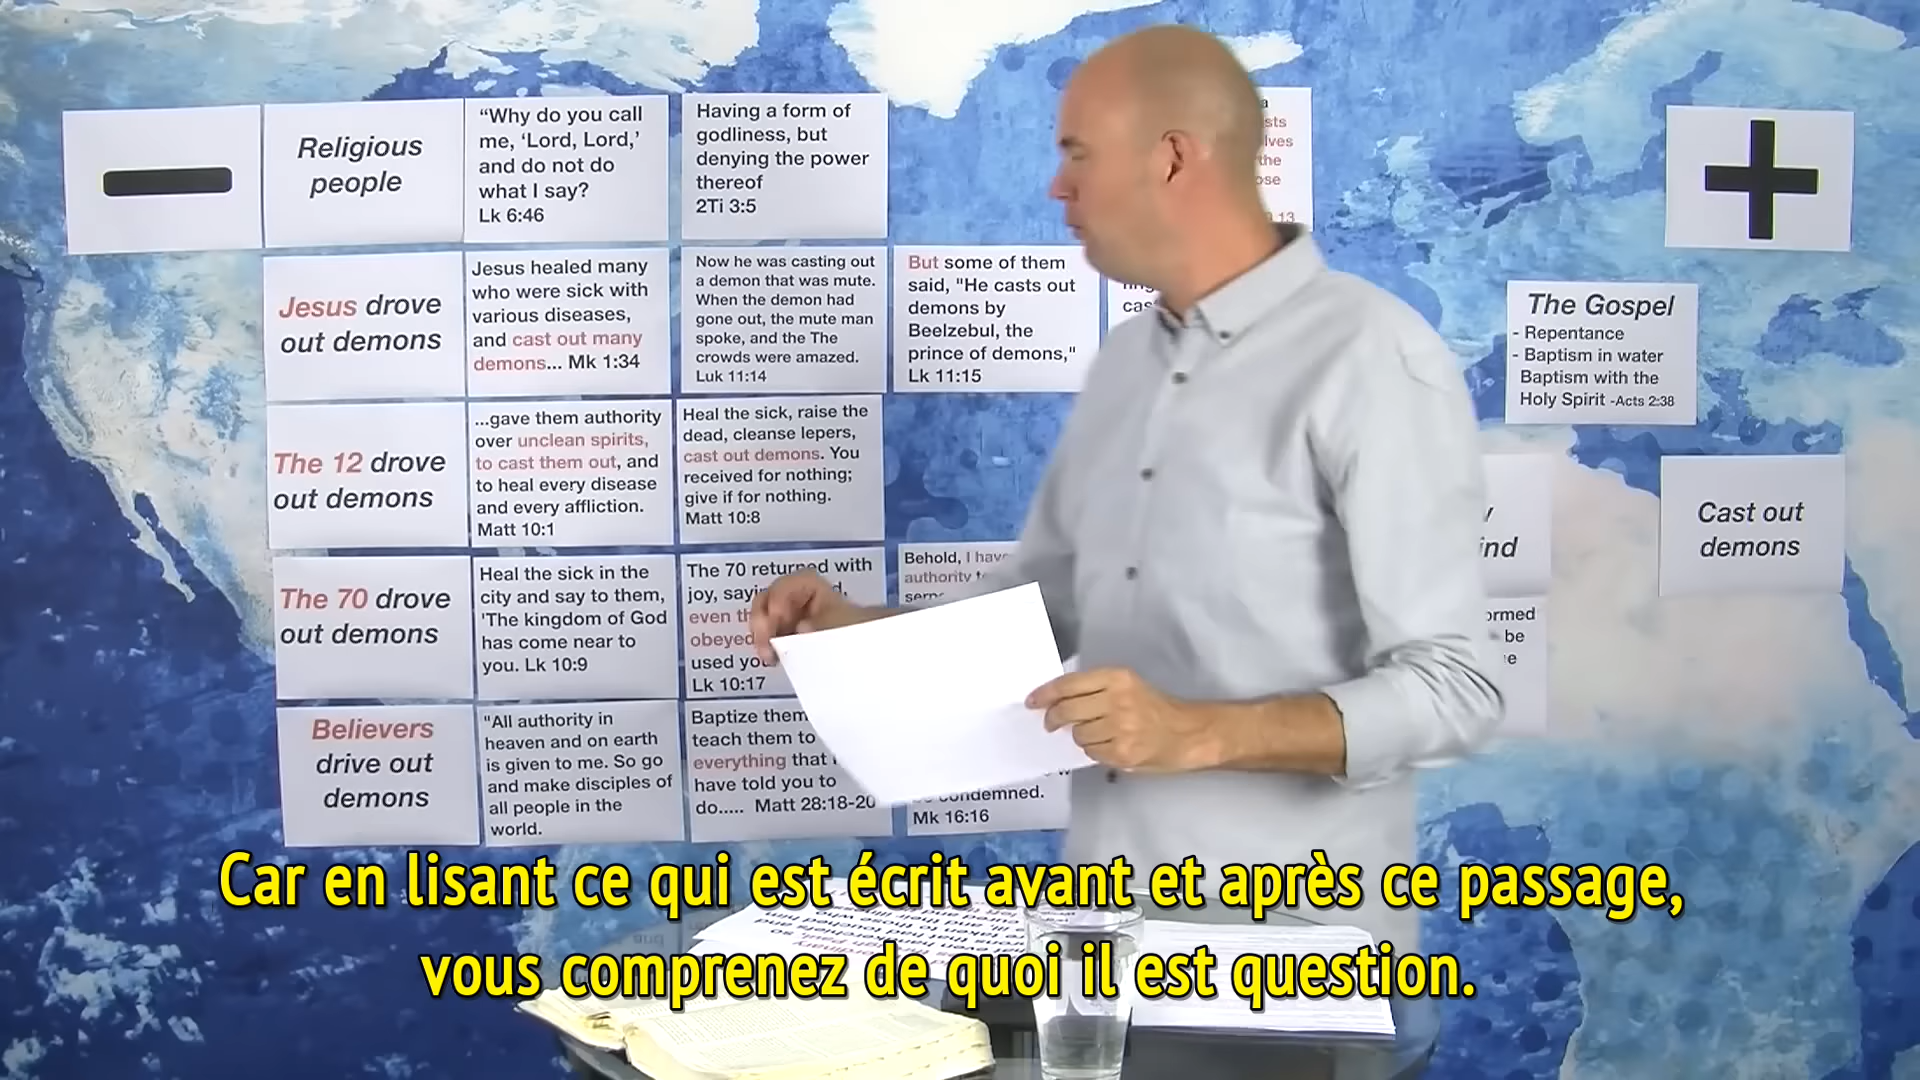 Religious
people
“Why do you call
me, ‘Lord, Lord,’
and do not do
what I say?
Lk 6:46
Having a form of
godliness, but
denying the power
thereof
2Ti 3:5
Jesus drove
out demons
Jesus healed many
who were sick with
various diseases,
and cast out many
demons... Mk 1:34
Now he was casting out
a demon that was mute.
When the demon had
gone out, the mute man
spoke, and the The
crowds were amazed.
Luk 11:14
But some of them
said, "He casts out
demons by
Beelzebul, the
prince of demons,"
Lk 11:15
The Gospel
- Repentance
- Baptism in water
Baptism with the
Holy Spirit -Acts 2:38
The 12 drove
out demons
...gave them authority
over unclean spirits,
to cast them out, and
to heal every disease
and every affliction.
Matt 10:1
Heal the sick, raise the
dead, cleanse lepers,
cast out demons. You
received for nothing;
give if for nothing.
Matt 10:8
Cast out
demons
The 70 drove
out demons
Heal the sick in the
city and say to them,
'The kingdom of God
has come near to
you. Lk 10:9
The 70 returned with
joy,
even
obeyed
used
Lk 10:17
Behold, I
authority
Believers
drive out
demons
"All authority in
heaven and on earth
is given to me. So go
and make disciples of
all people in the
world.
Baptize them
teach them to
everything that
have told you to
do..... Matt 28:18-20
condemned.
Mk 16:16
Car en lisant ce qui est écrit avant et après ce passage,
vous comprenez de quoi il est question.